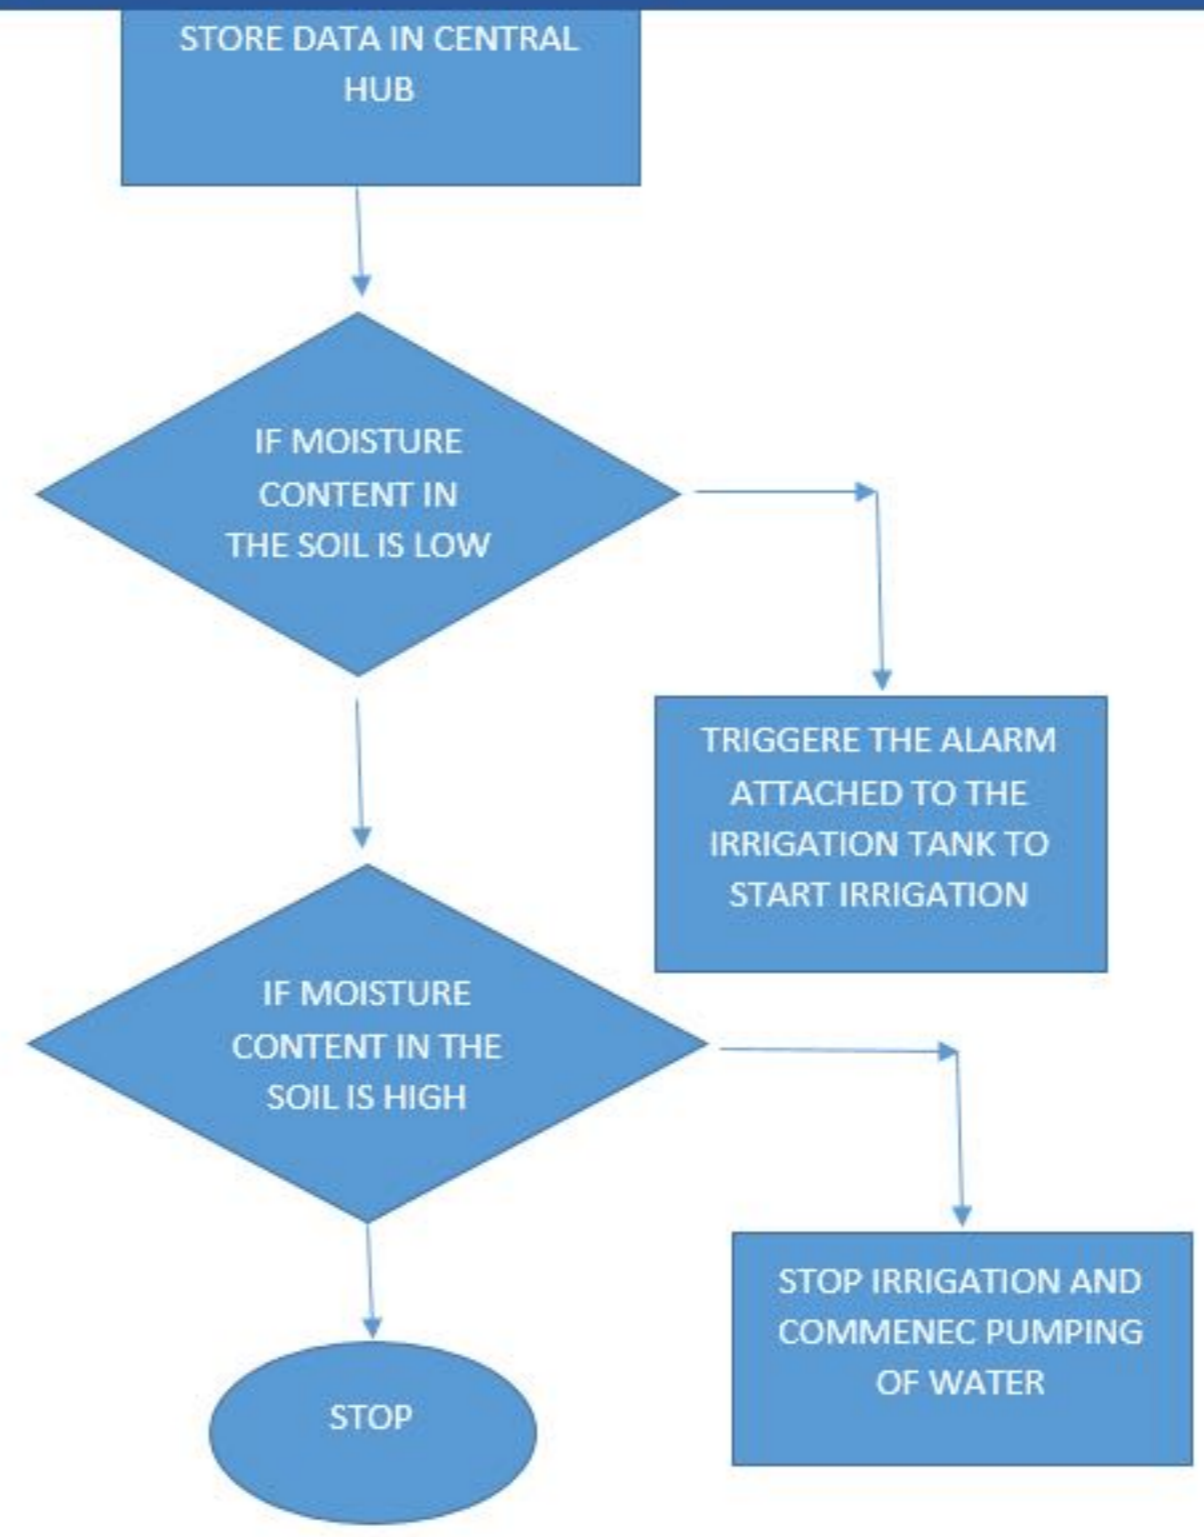 STORE DATA IN CENTRAL
HUB
IF MOISTURE
CONTENT IN
THE SOIL IS LOW
TRIGGERE THE ALARM
ATTACHED TO THE
IRRIGATION TANK TO
START IRRIGATION
IF MOISTURE
CONTENT IN THE
SOIL IS HIGH
STOP IRRIGATION AND
COMMENEC PUMPING
OF WATER
STOP